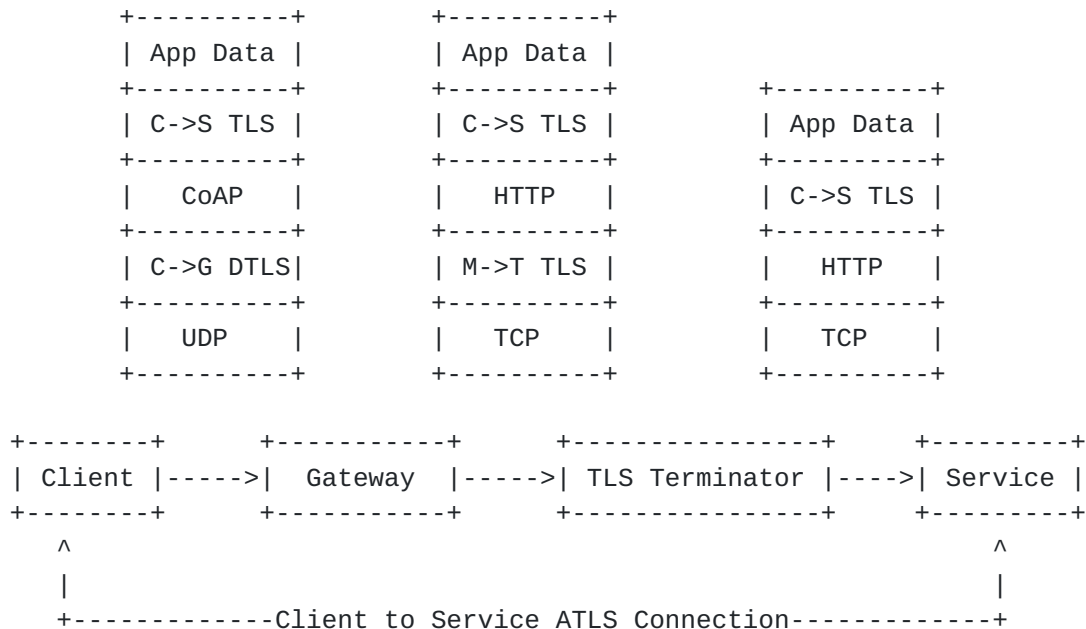 App Data App Data
C->S TLS C->S TLS App Data
CoAP HTTP C->S TLS
C->G DTLS M->T TLS HTTP
UDP TCP TCP
Client Gateway TLS Terminator Service
Client to Service ATLS Connection